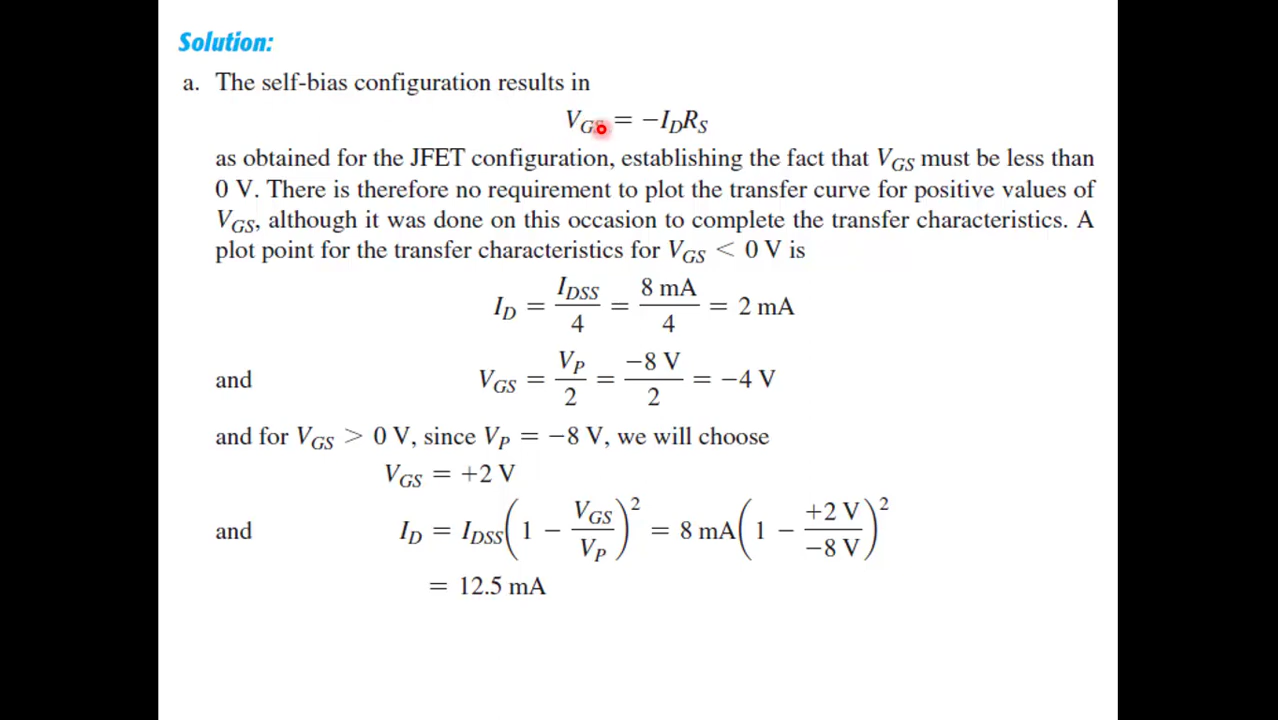 Solution:
a. The self-bias configuration results in
V_GS = −I_D R_S
as obtained for the JFET configuration, establishing the fact that V_GS must be less than
0 V. There is therefore no requirement to plot the transfer curve for positive values of
V_GS, although it was done on this occasion to complete the transfer characteristics. A
plot point for the transfer characteristics for V_GS < 0 V is
I_D = I_DSS/4 = 8 mA/4 = 2 mA
and V_GS = V_P/2 = −8 V/2 = −4 V
and for V_GS > 0 V, since V_P = −8 V, we will choose
V_GS = +2 V
and I_D = I_DSS(1 − V_GS/V_P)² = 8 mA(1 − +2 V/−8 V)²
= 12.5 mA